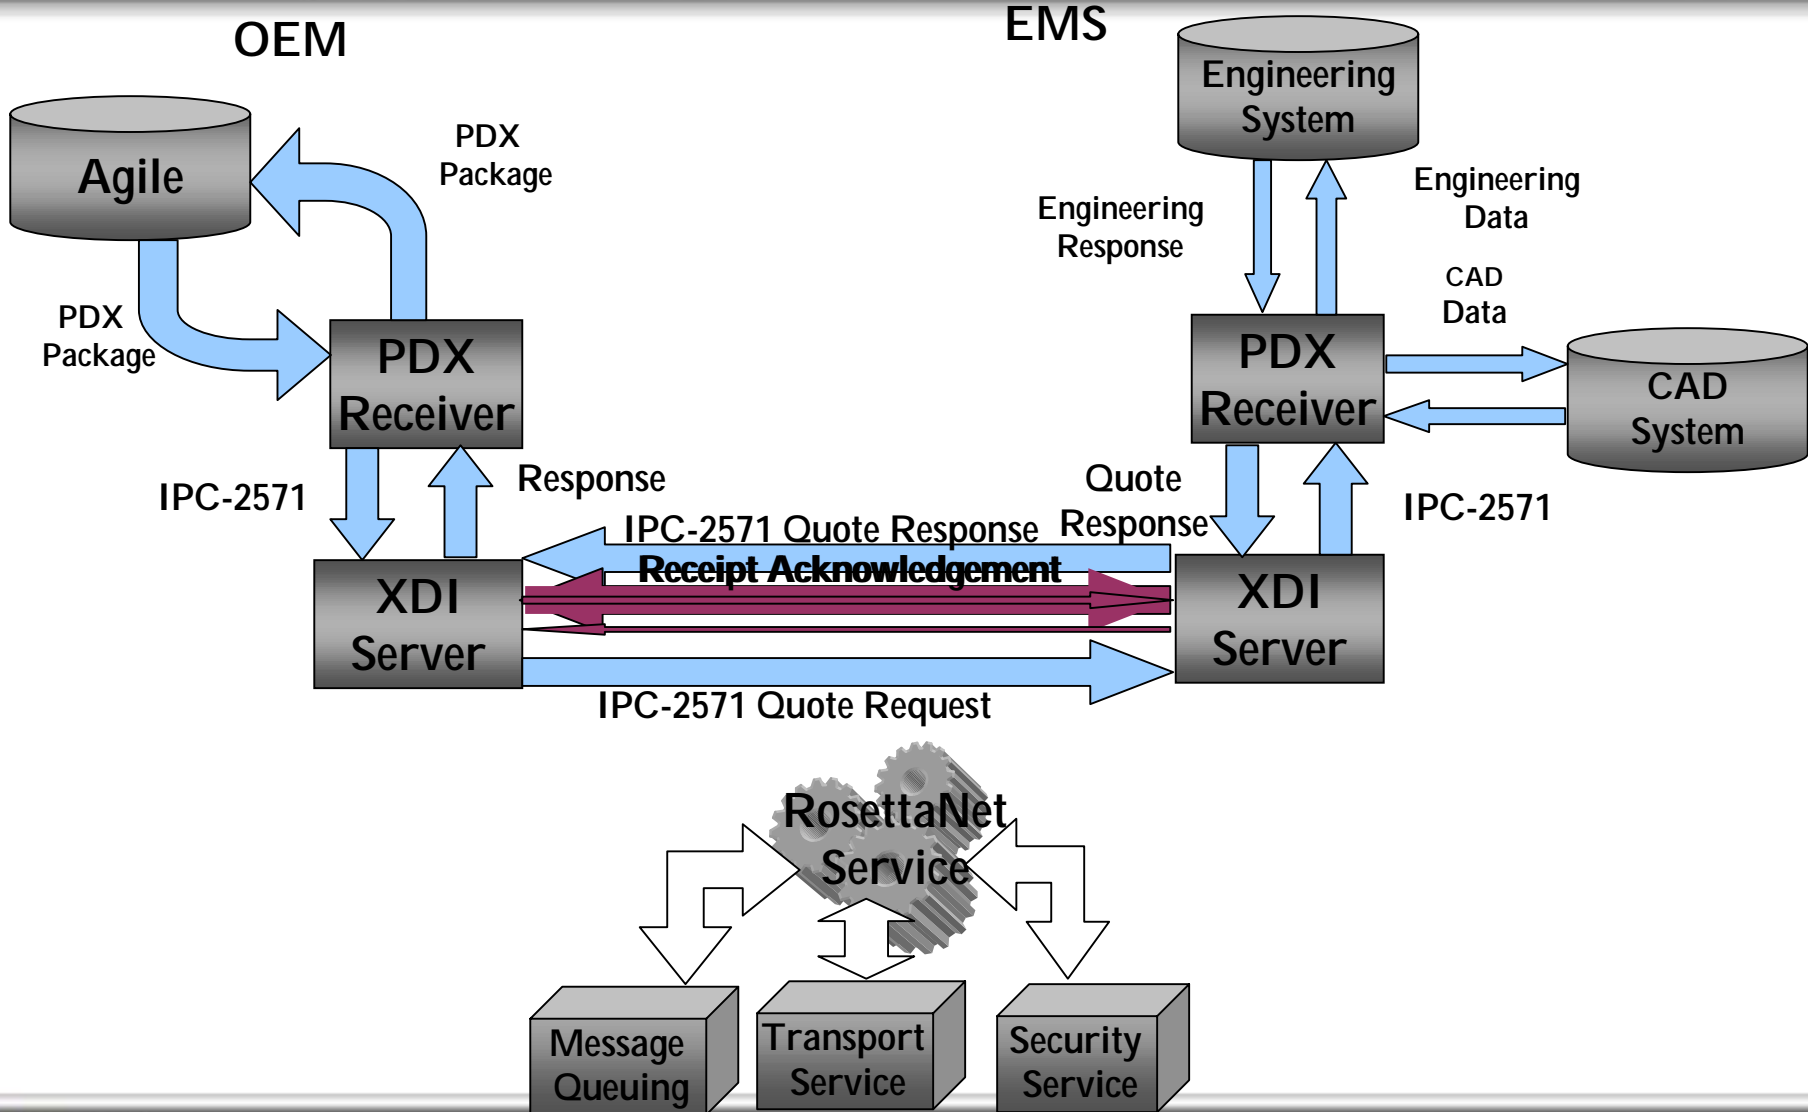 OEM
EMS
Engineering
System
Agile
PDX
Package
Engineering
Response
Engineering
Data
CAD
Data
PDX
Package
PDX
Receiver
PDX
Receiver
CAD
System
IPC-2571
Response
Quote
Response
IPC-2571
IPC-2571 Quote Response
Receipt Acknowledgement
XDI
Server
XDI
Server
IPC-2571 Quote Request
RosettaNet
Service
Message
Queuing
Transport
Service
Security
Service